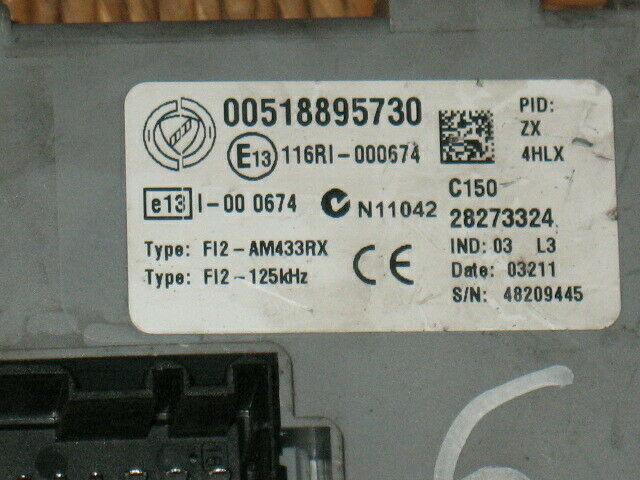 00518895730
PID:
ZX
4HLX
E13 116RI-000674
e13 I-00 0674
N11042
C150
28273324
Type: FI2-AM433RX
Type: FI2-125kHz
CE
IND: 03 L3
Date: 03211
S/N: 48209445
6